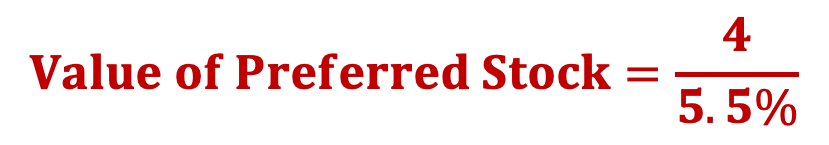 Value of Preferred Stock = 4
5.5%